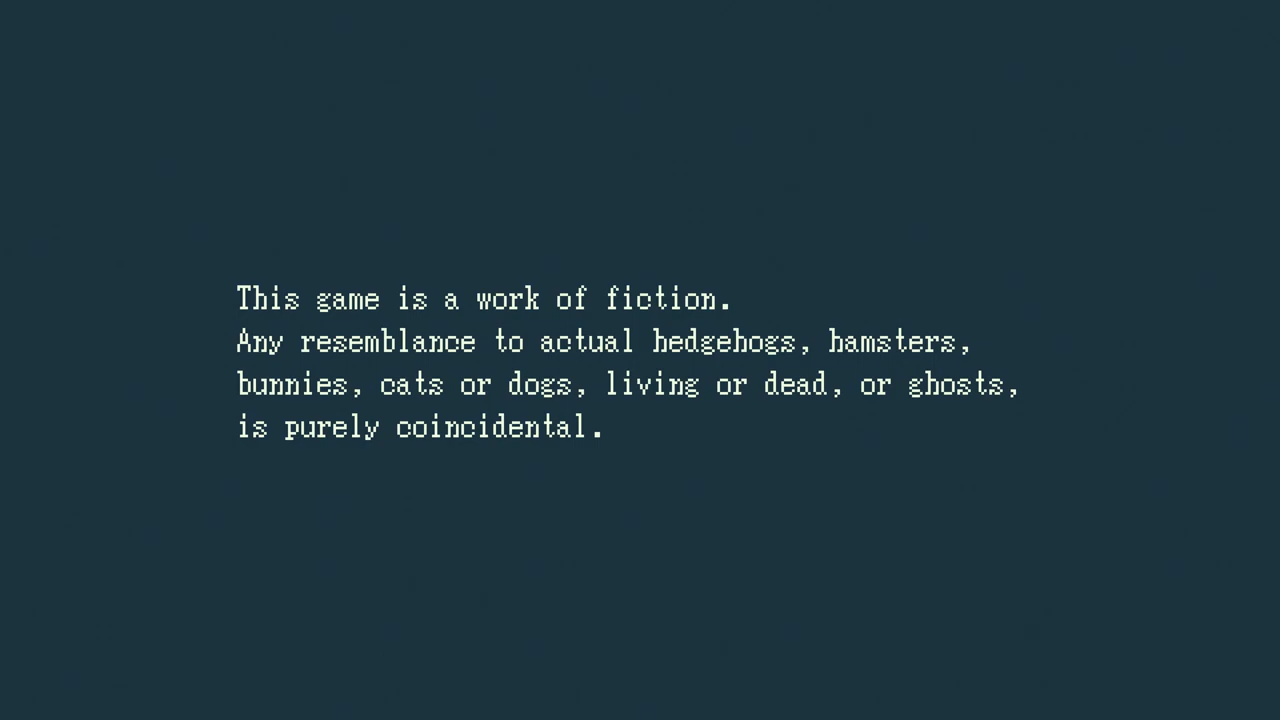 This game is a work of fiction.
Any resemblance to actual hedgehogs, hamsters,
bunnies, cats or dogs, living or dead, or ghosts,
is purely coincidental.